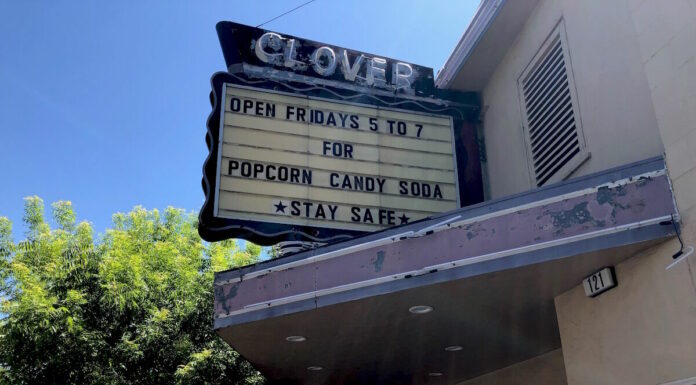 CLOVER
OPEN FRIDAYS 5 TO 7
FOR
POPCORN CANDY SODA
★STAY SAFE★
121